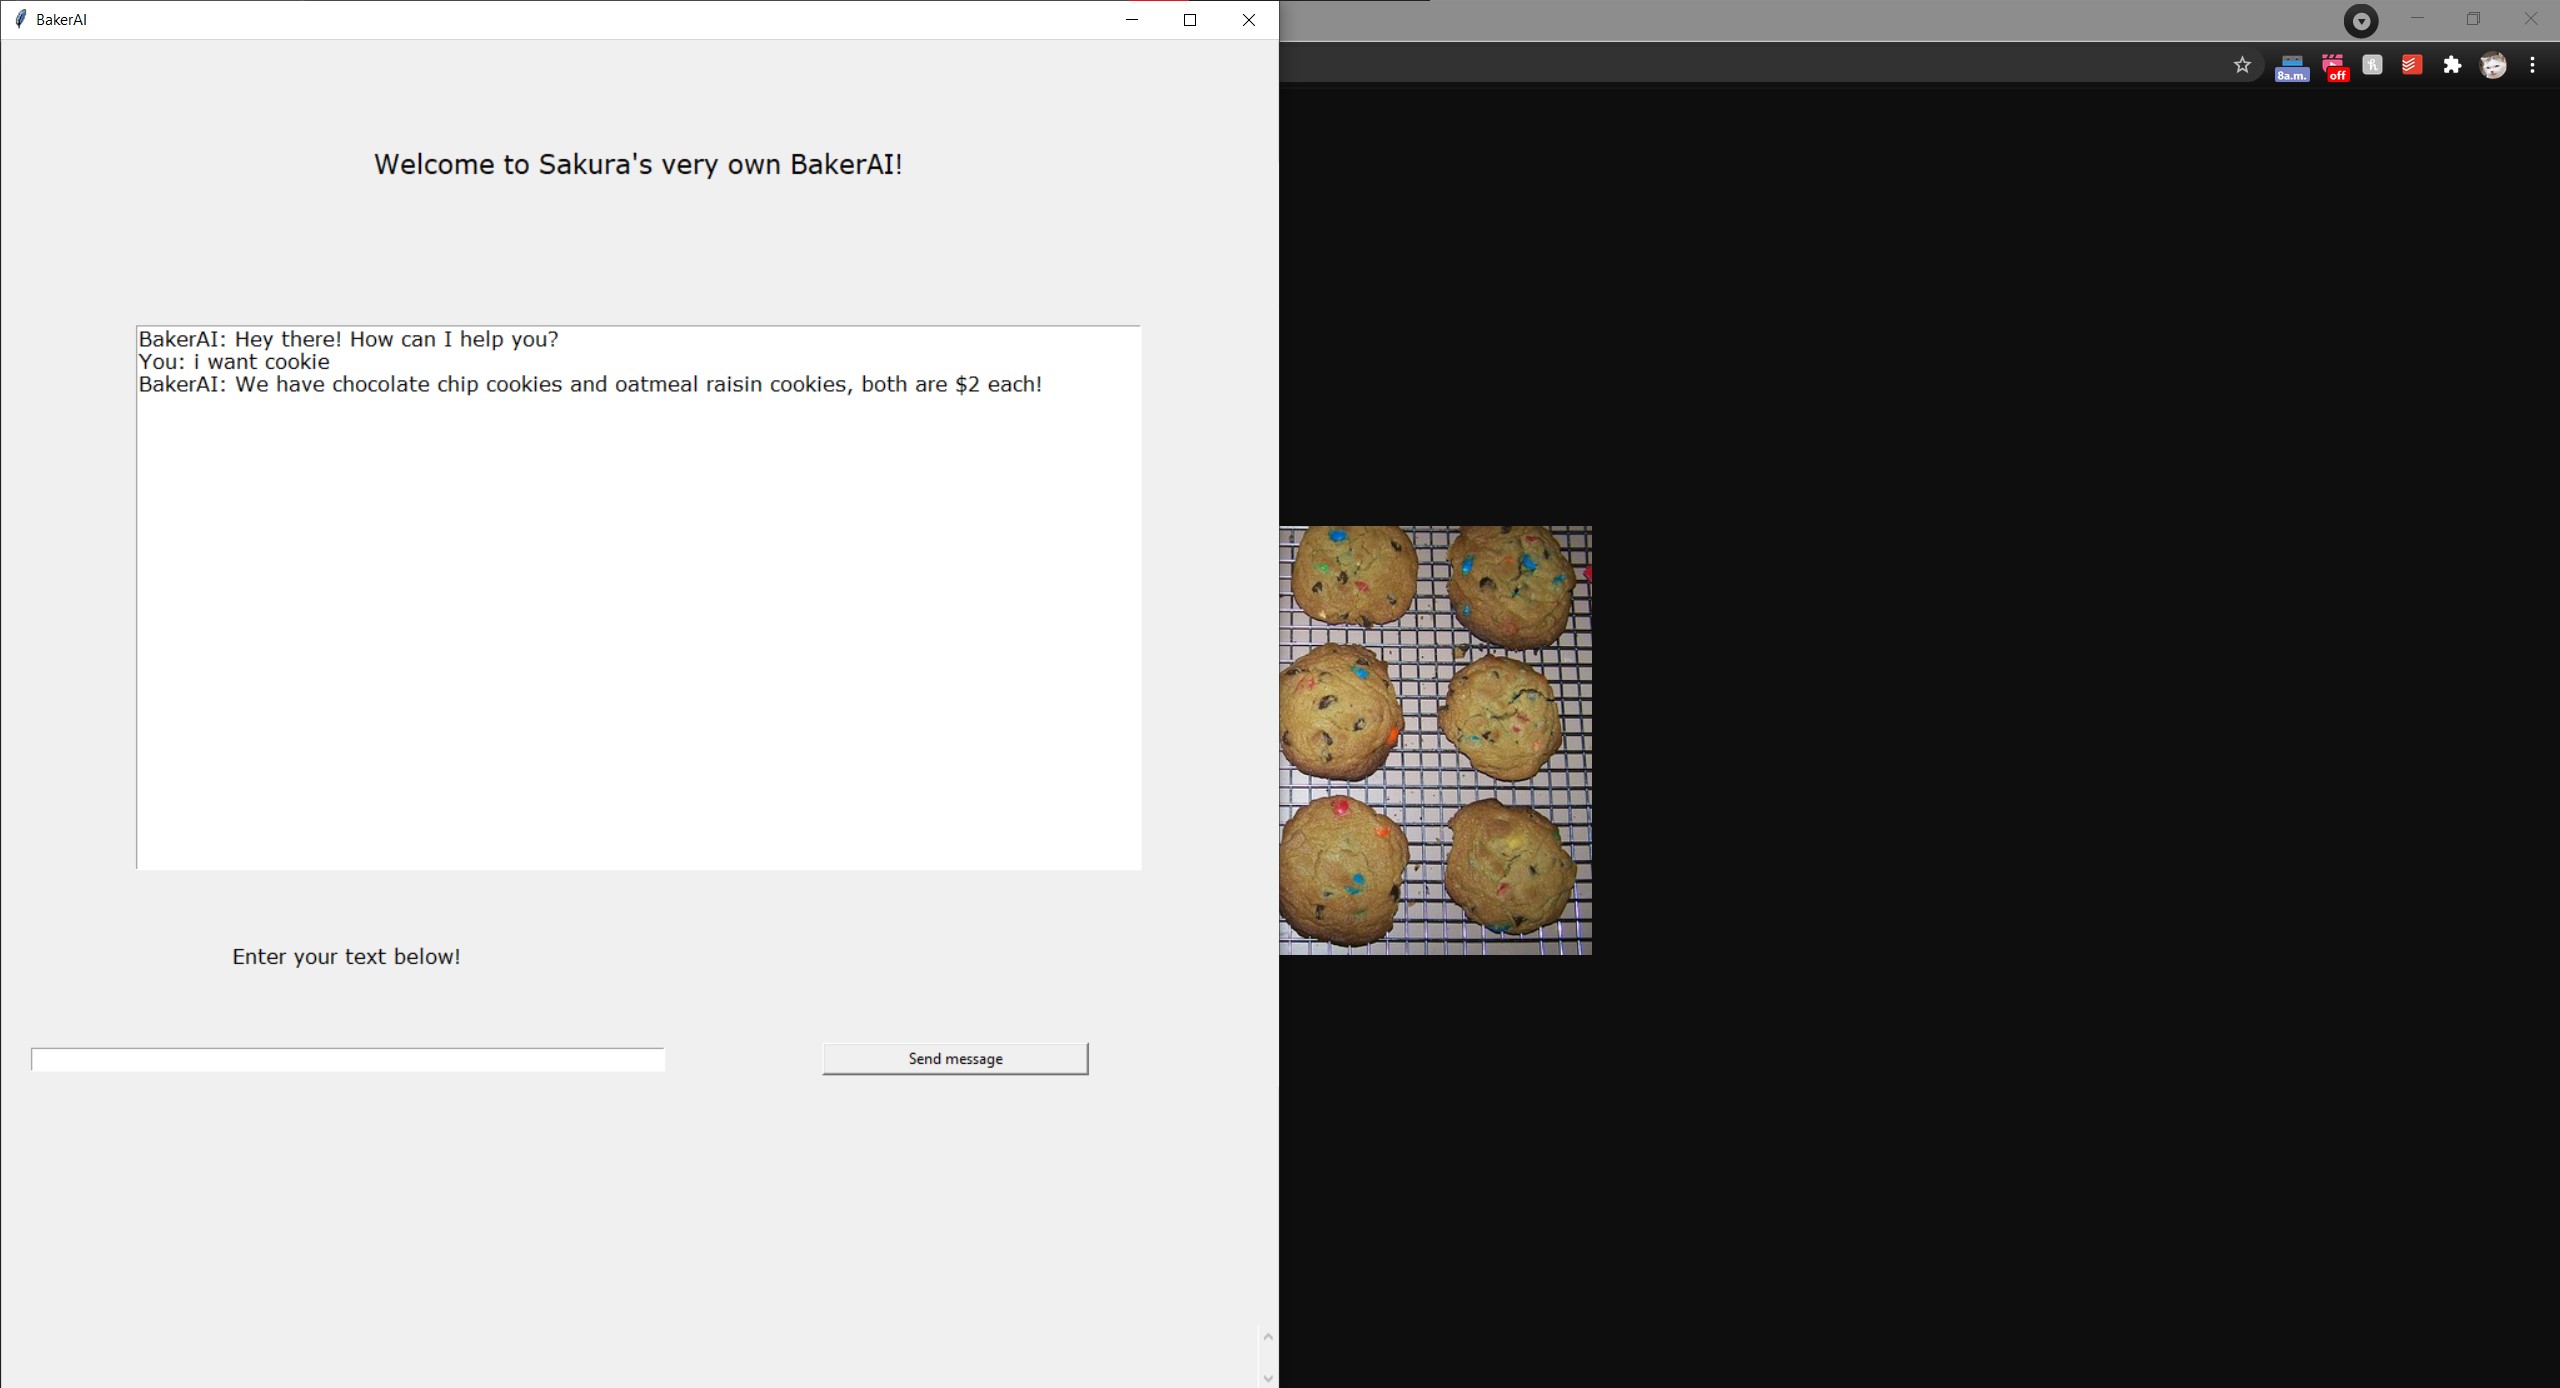 BakerAI
Welcome to Sakura's very own BakerAI!
BakerAI: Hey there! How can I help you?
You: i want cookie
BakerAI: We have chocolate chip cookies and oatmeal raisin cookies, both are $2 each!
Enter your text below!
Send message
8a.m.
off